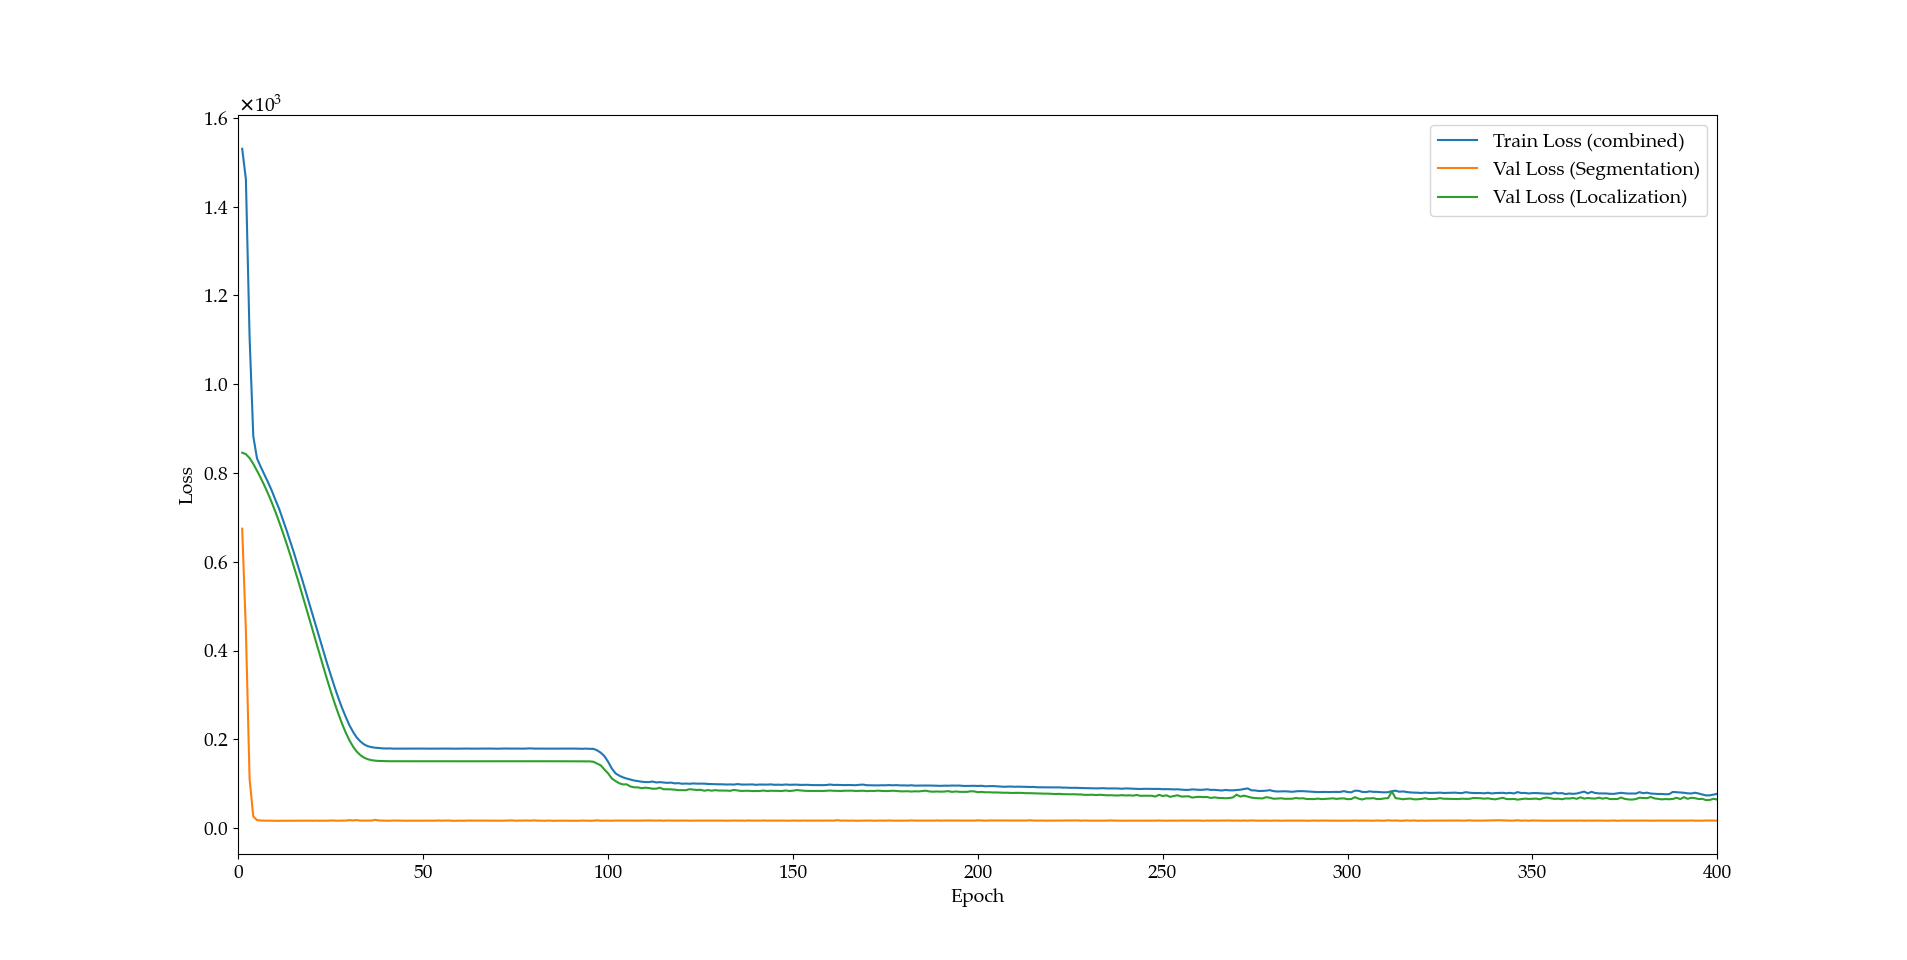 ×10³
1.6
1.4
1.2
1.0
0.8
0.6
0.4
0.2
0.0
Loss
0 50 100 150 200 250 300 350 400
Epoch
Train Loss (combined)
Val Loss (Segmentation)
Val Loss (Localization)